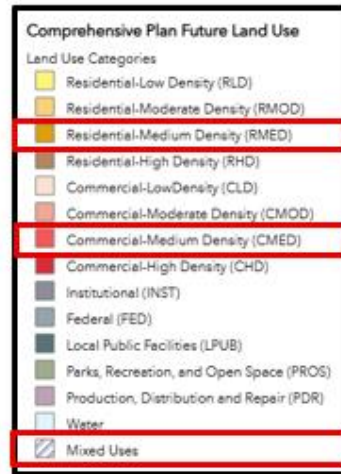 Comprehensive Plan Future Land Use
Land Use Categories
Residential-Low Density (RLD)
Residential-Moderate Density (RMOD)
Residential-Medium Density (RMED)
Residential-High Density (RHD)
Commercial-LowDensity (CLD)
Commercial-Moderate Density (CMOD)
Commercial-Medium Density (CMED)
Commercial-High Density (CHD)
Institutional (INST)
Federal (FED)
Local Public Facilities (LPUB)
Parks, Recreation, and Open Space (PROS)
Production, Distribution and Repair (PDR)
Water
Mixed Uses